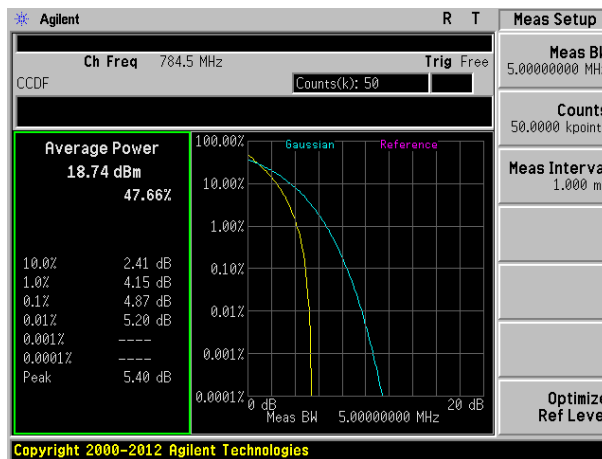 Agilent R T Meas Setup
Ch Freq 784.5 MHz Trig Free
CCDF Counts(k): 50
Meas
5.00000000
Counts
50.0000
Meas
1.000
Average Power
18.74 dBm
47.66%
10.0% 2.41 dB
1.0% 4.15 dB
0.1% 4.87 dB
0.01% 5.20 dB
0.001% ----
0.0001% ----
Peak 5.40 dB
Gaussian Reference
100.00%
10.00%
1.00%
0.10%
0.01%
0.001%
0.0001%
0 dB 20 dB
Meas BW 5.00000000 MHz
Optimize
Ref
Copyright 2000-2012 Agilent Technologies